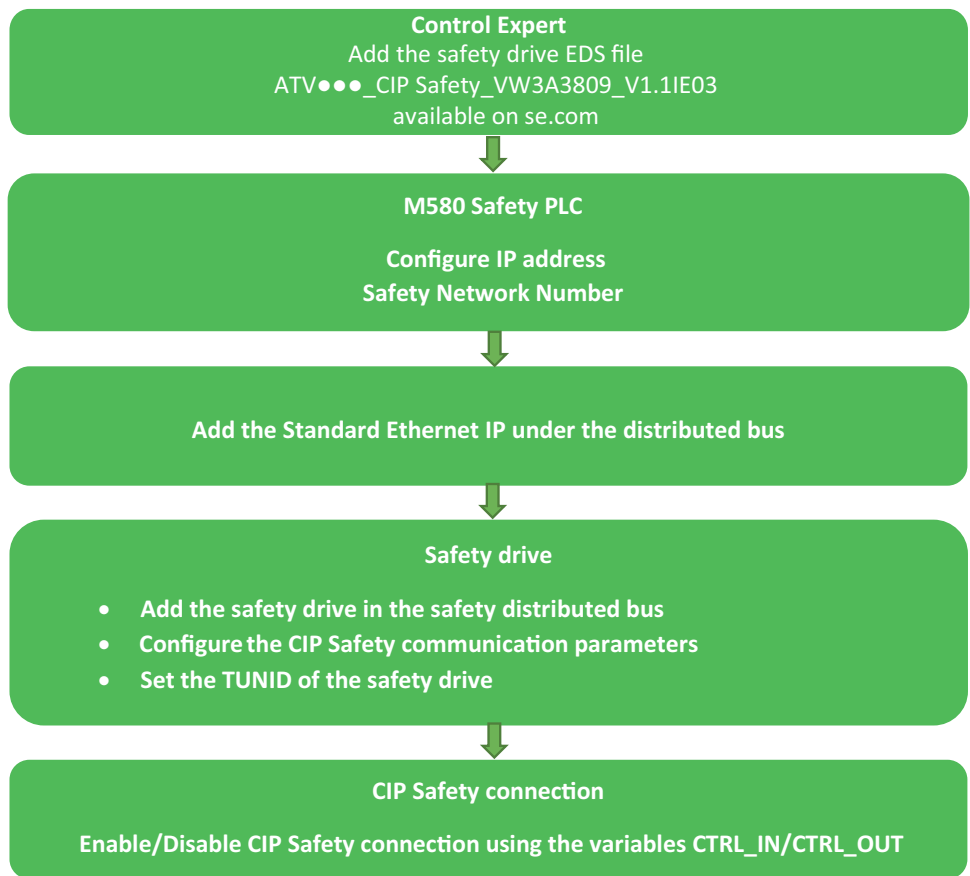 Control Expert
Add the safety drive EDS file
ATV●●●_CIP Safety_VW3A3809_V1.1IE03
available on se.com
M580 Safety PLC
Configure IP address
Safety Network Number
Add the Standard Ethernet IP under the distributed bus
Safety drive
• Add the safety drive in the safety distributed bus
• Configure the CIP Safety communication parameters
• Set the TUNID of the safety drive
CIP Safety connection
Enable/Disable CIP Safety connection using the variables CTRL_IN/CTRL_OUT